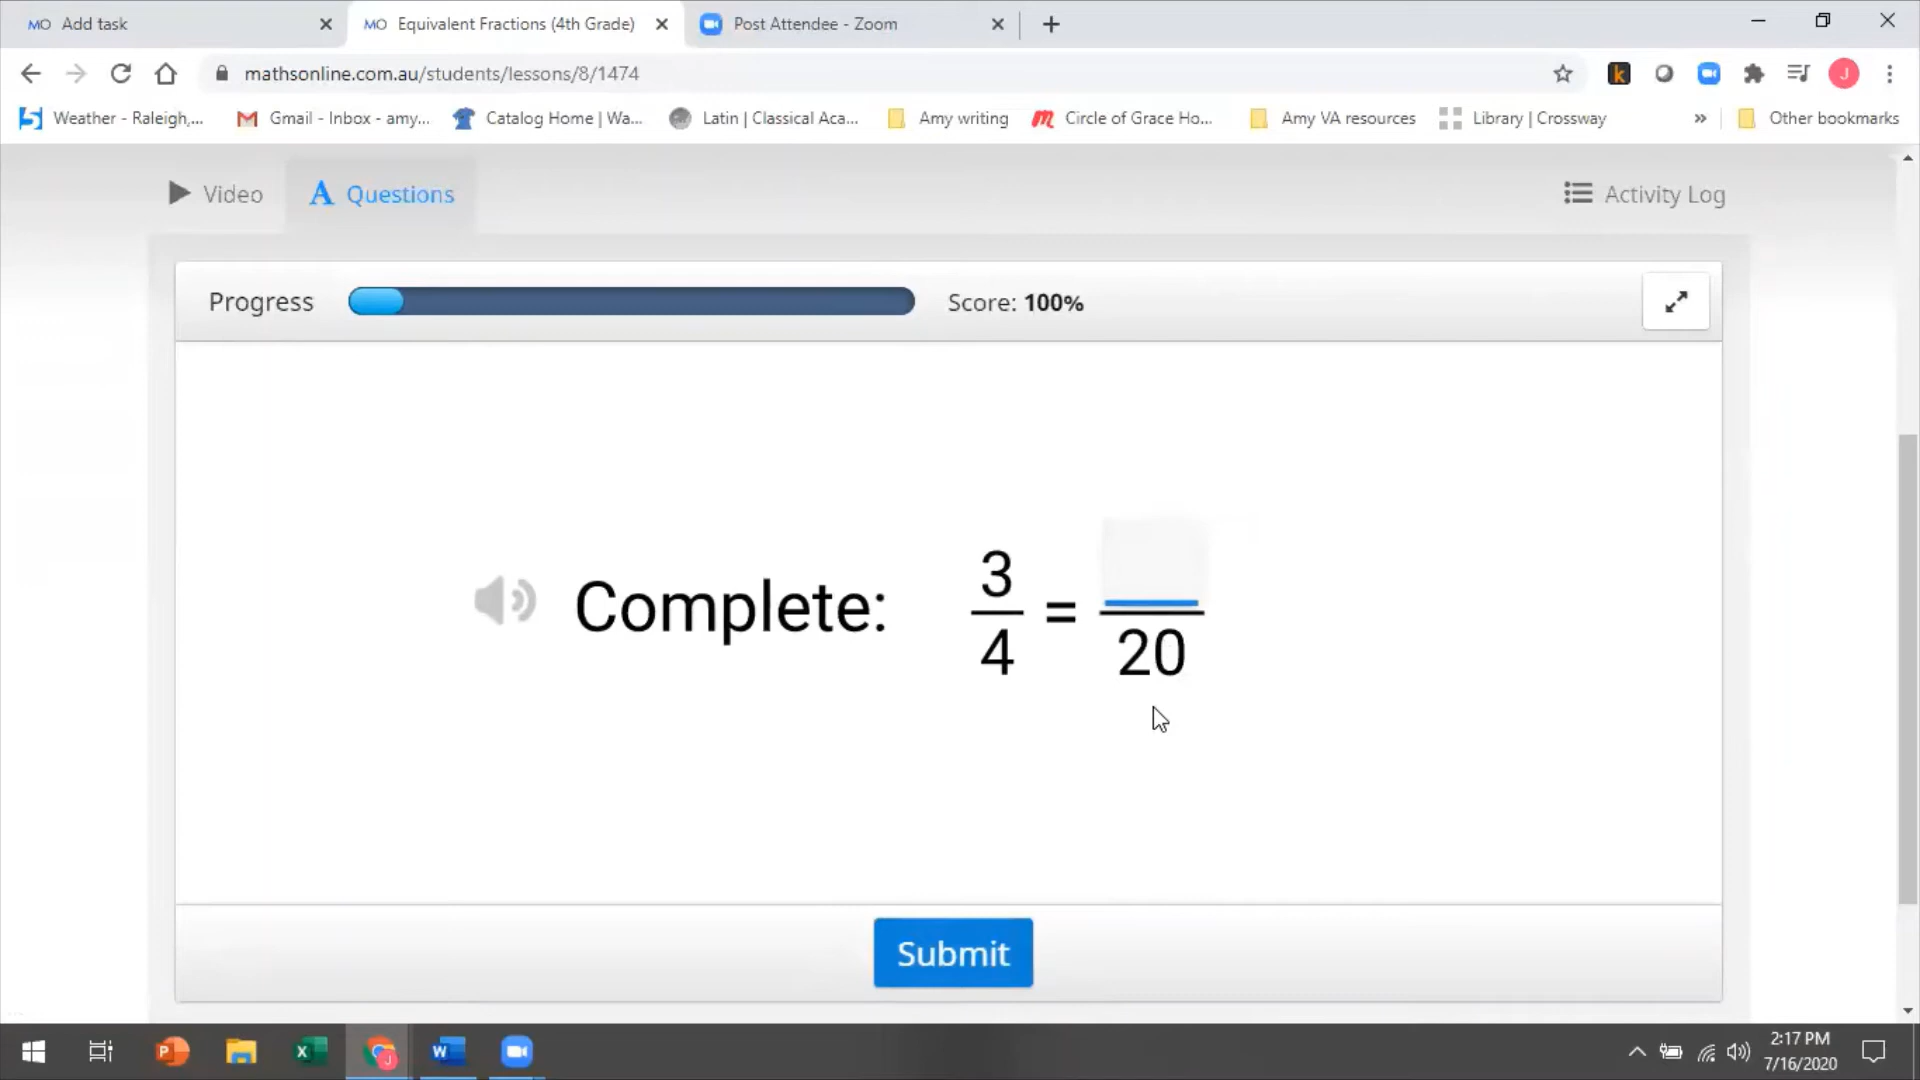 MO Add task
MO Equivalent Fractions (4th Grade)
Post Attendee - Zoom
mathsonline.com.au/students/lessons/8/1474
J
Weather - Raleigh,...
Gmail - Inbox - amy...
Catalog Home | Wa...
Latin | Classical Aca...
Amy writing
Circle of Grace Ho...
Amy VA resources
Library | Crossway
Other bookmarks
Video
A Questions
Activity Log
Progress
Score: 100%
Complete: 3/4 = /20
Submit
2:17 PM
7/16/2020